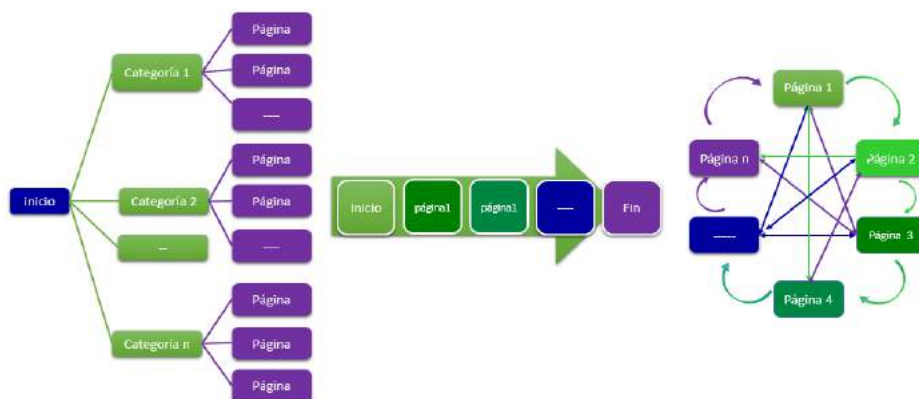 inicio
Categoría 1
Página
Página
----
Categoría 2
Página
Página
----
...
Categoría n
Página
Página
Página
Inicio
página1
página1
----
Fin
Página 1
Página 2
Página 3
Página 4
-----
Página n